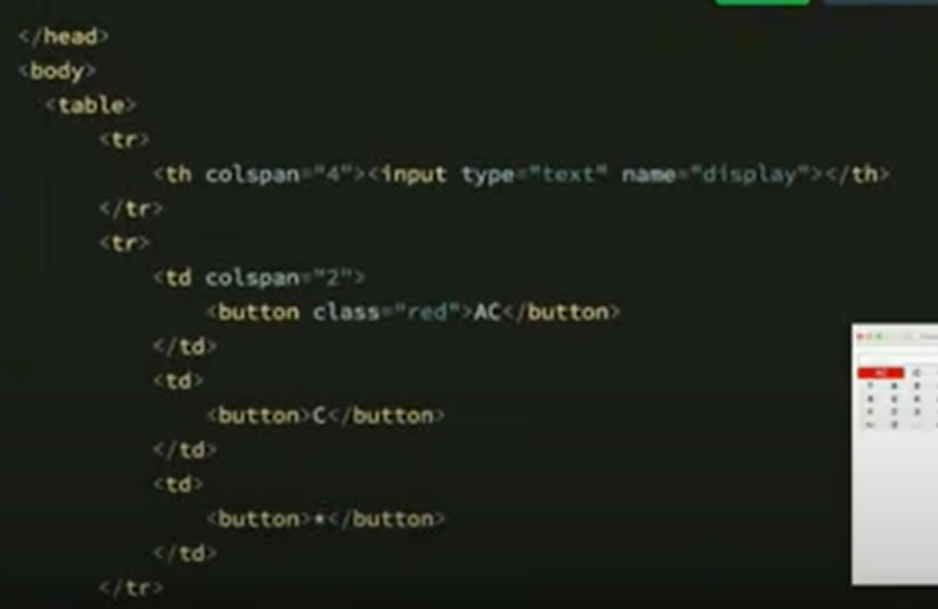 </head>
<body>
<table>
<tr>
<th colspan="4"><input type="text" name="display"></th>
</tr>
<tr>
<td colspan="2">
<button class="red">AC</button>
</td>
<td>
<button>C</button>
</td>
<td>
<button>*</button>
</td>
</tr>